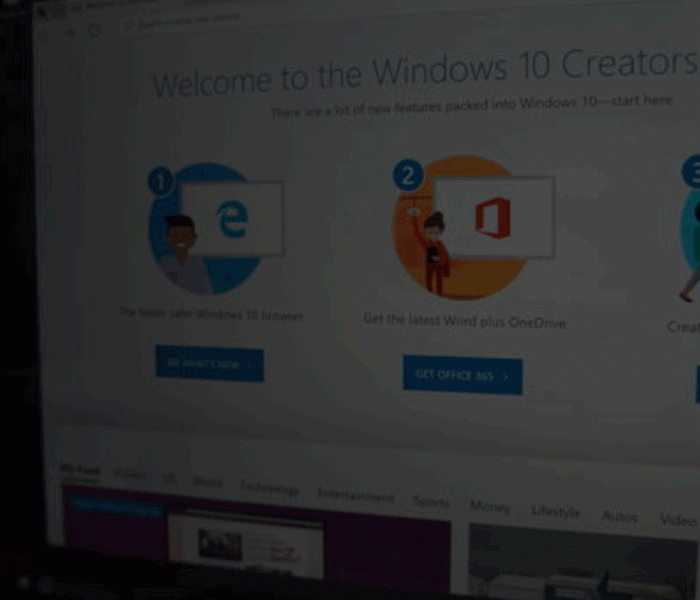 Welcome to the Windows 10 Creators
There are a lot of new features packed into Windows 10—start here.
1
2
3
The faster, safer Windows 10 browser
Get the latest Word plus OneDrive
Creat
SEE WHAT'S NEW >
GET OFFICE 365 >
My Feed World Technology Entertainment Sports Money Lifestyle Autos Video